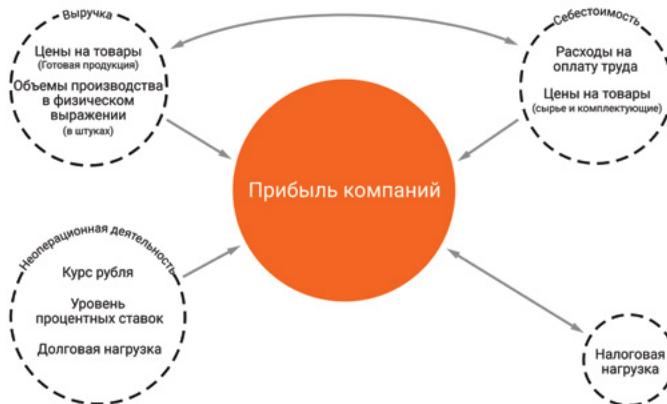 Выручка
Цены на товары
(Готовая продукция)
Объемы производства
в физическом
выражении
(в штуках)
Себестоимость
Расходы на
оплату труда
Цены на товары
(сырье и комплектующие)
Прибыль компаний
Неоперационная деятельность
Курс рубля
Уровень
процентных ставок
Долговая нагрузка
Налоговая
нагрузка